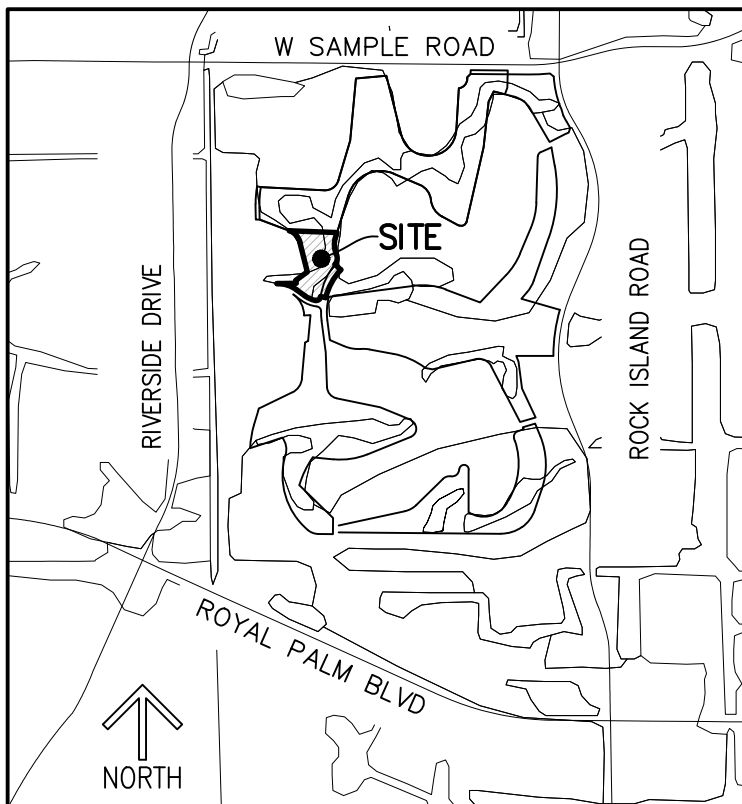 W SAMPLE ROAD
SITE
RIVERSIDE DRIVE
ROCK ISLAND ROAD
ROYAL PALM BLVD
NORTH